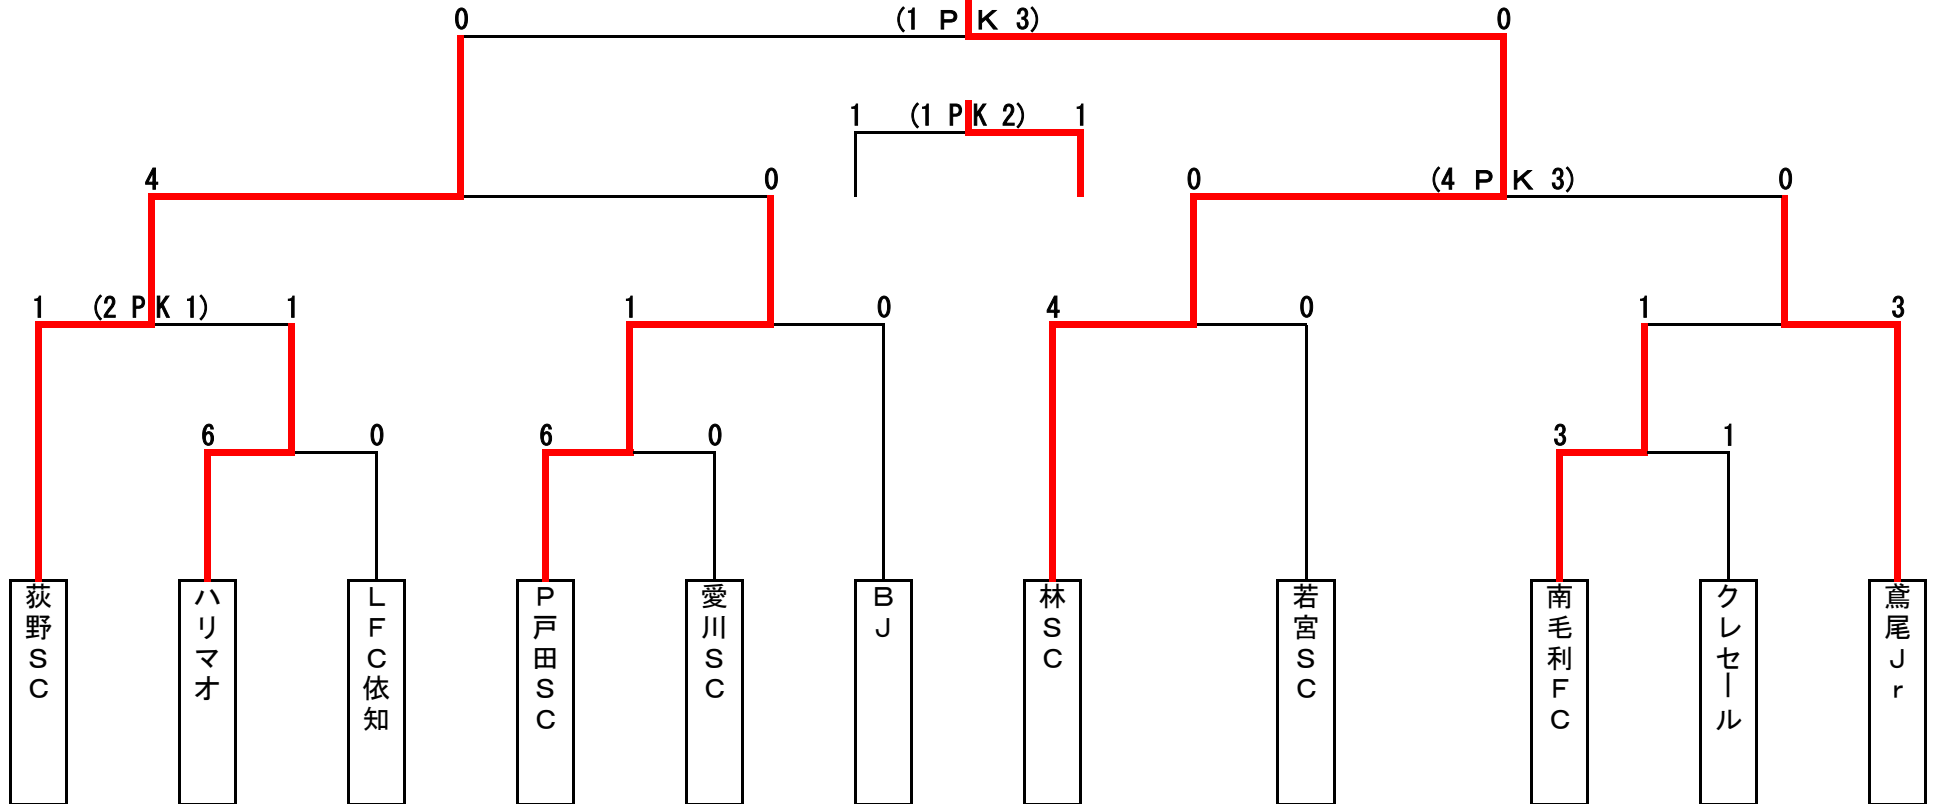 0 (1 ＰＫ 3) 0
1 (1 PK 2) 1
4 0 0 (4 ＰＫ 3) 0
1 (2 PK 1) 1 1 0 4 0 1 3
6 0 6 0 3 1
荻野ＳＣ
ハリマオ
ＬＦＣ依知
Ｐ戸田ＳＣ
愛川ＳＣ
ＢＪ
林ＳＣ
若宮ＳＣ
南毛利ＦＣ
クレセール
鳶尾Ｊｒ